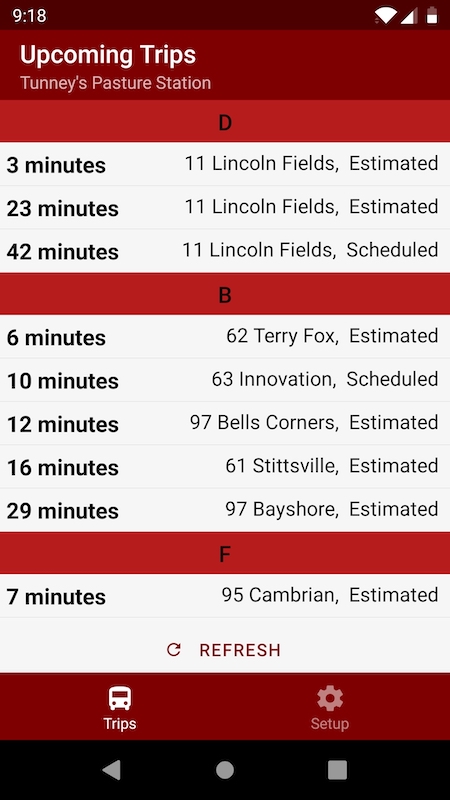 9:18
Upcoming Trips
Tunney's Pasture Station
D
3 minutes 11 Lincoln Fields, Estimated
23 minutes 11 Lincoln Fields, Estimated
42 minutes 11 Lincoln Fields, Scheduled
B
6 minutes 62 Terry Fox, Estimated
10 minutes 63 Innovation, Scheduled
12 minutes 97 Bells Corners, Estimated
16 minutes 61 Stittsville, Estimated
29 minutes 97 Bayshore, Estimated
F
7 minutes 95 Cambrian, Estimated
REFRESH
Trips Setup